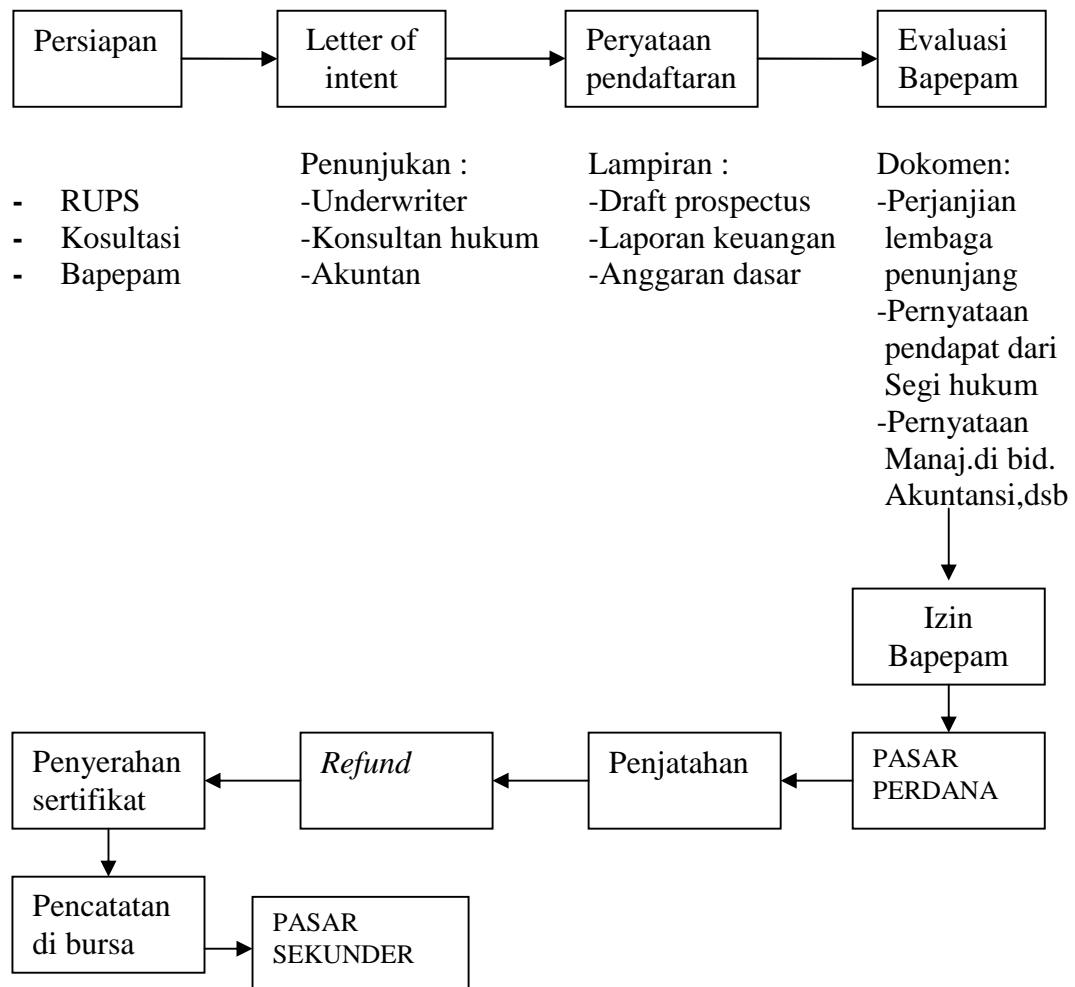 Persiapan
Letter of
intent
Peryataan
pendaftaran
Evaluasi
Bapepam
- RUPS
- Kosultasi
- Bapepam
Penunjukan :
-Underwriter
-Konsultan hukum
-Akuntan
Lampiran :
-Draft prospectus
-Laporan keuangan
-Anggaran dasar
Dokomen:
-Perjanjian
lembaga
penunjang
-Pernyataan
pendapat dari
Segi hukum
-Pernyataan
Manaj.di bid.
Akuntansi,dsb
Izin
Bapepam
PASAR
PERDANA
Penjatahan
Refund
Penyerahan
sertifikat
Pencatatan
di bursa
PASAR
SEKUNDER